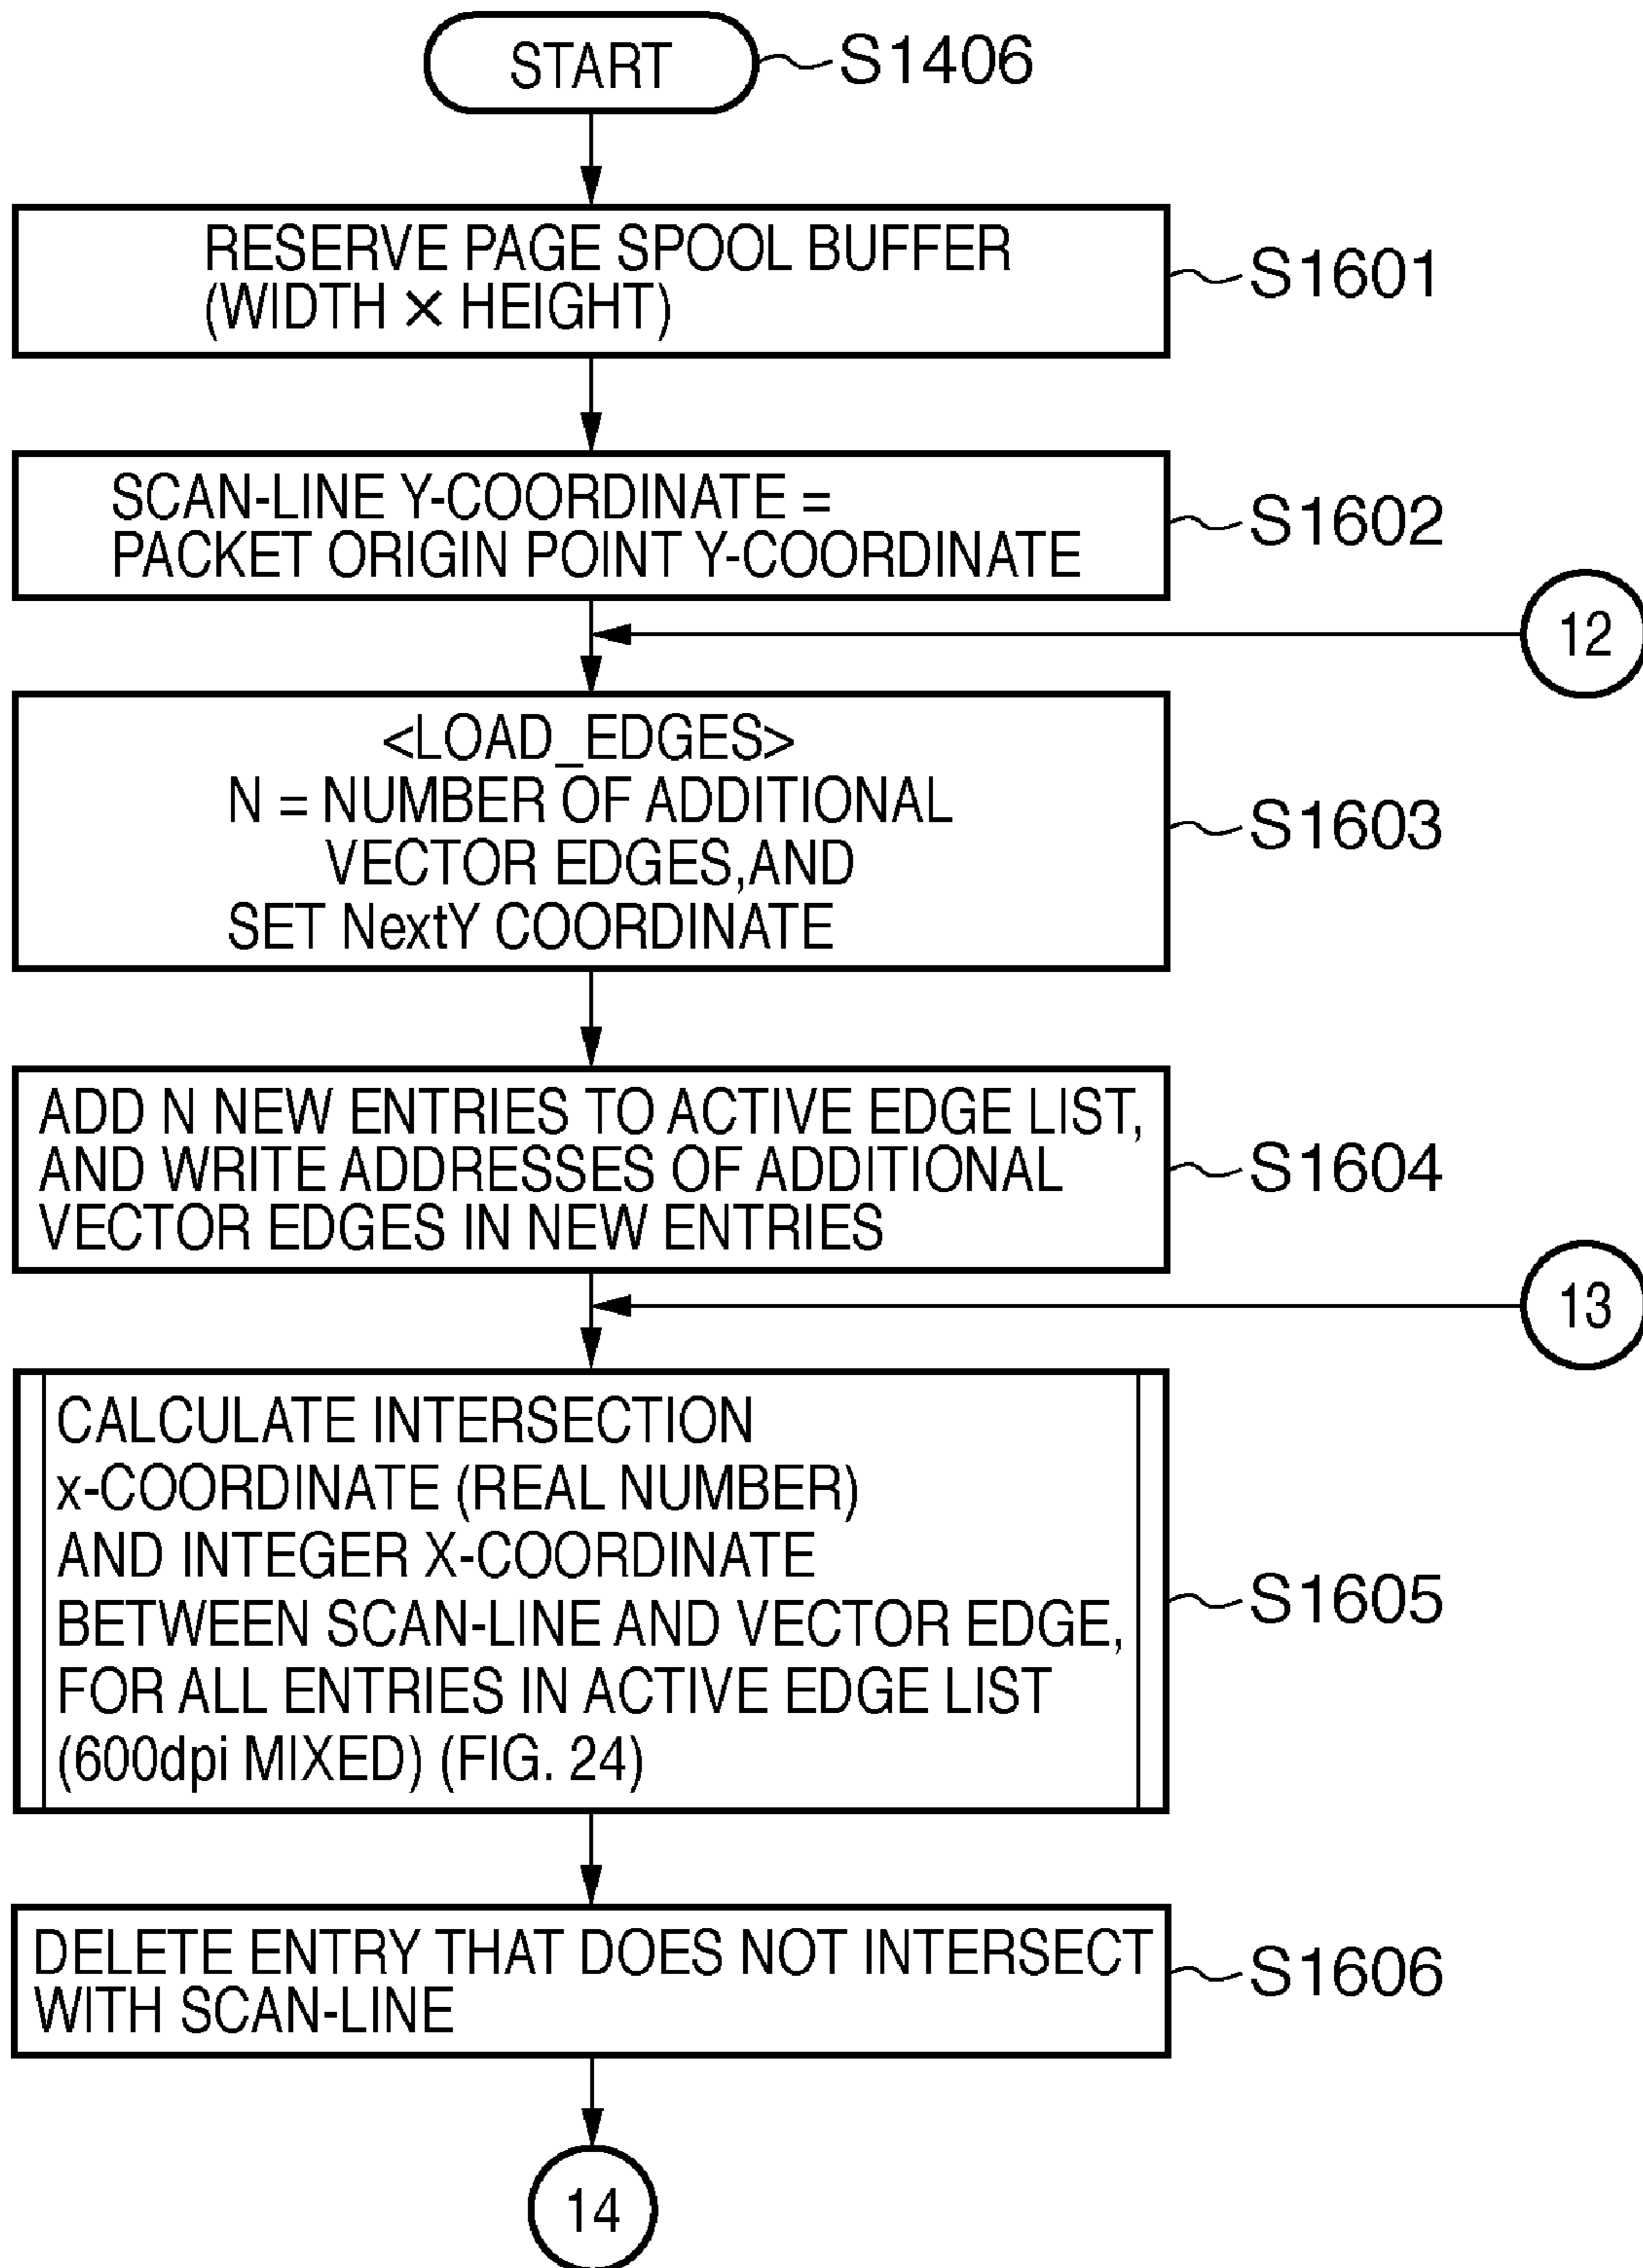 START
S1406
RESERVE PAGE SPOOL BUFFER
(WIDTH × HEIGHT)
S1601
SCAN-LINE Y-COORDINATE =
PACKET ORIGIN POINT Y-COORDINATE
S1602
12
<LOAD_EDGES>
N = NUMBER OF ADDITIONAL
VECTOR EDGES,AND
SET NextY COORDINATE
S1603
ADD N NEW ENTRIES TO ACTIVE EDGE LIST,
AND WRITE ADDRESSES OF ADDITIONAL
VECTOR EDGES IN NEW ENTRIES
S1604
13
CALCULATE INTERSECTION
x-COORDINATE (REAL NUMBER)
AND INTEGER X-COORDINATE
BETWEEN SCAN-LINE AND VECTOR EDGE,
FOR ALL ENTRIES IN ACTIVE EDGE LIST
(600dpi MIXED) (FIG. 24)
S1605
DELETE ENTRY THAT DOES NOT INTERSECT
WITH SCAN-LINE
S1606
14